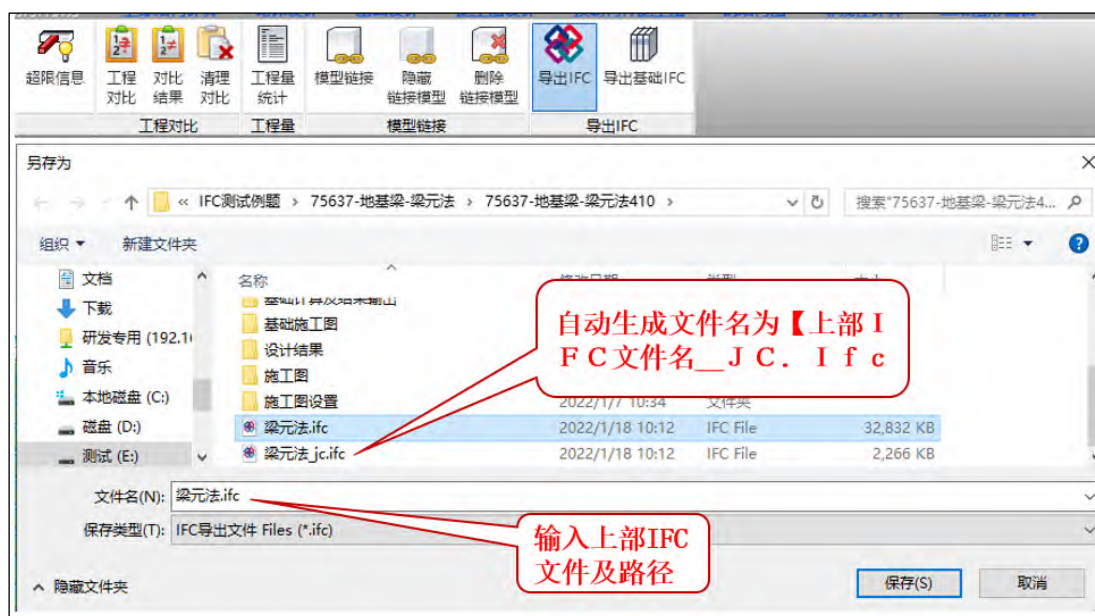 超限信息
工程
对比
对比
结果
清理
对比
工程量
统计
模型链接
隐藏
链接模型
删除
链接模型
导出IFC
导出基础IFC
工程对比
工程量
模型链接
导出IFC
另存为
« IFC测试例题 › 75637-地基梁-梁元法 › 75637-地基梁-梁元法410 ›
搜索"75637-地基梁-梁元法4...
组织
新建文件夹
文档
下载
研发专用 (192.1
音乐
本地磁盘 (C:)
磁盘 (D:)
测试 (E:)
名称
基础计算及结果输出
基础施工图
设计结果
施工图
施工图设置 2022/1/7 10:34 文件夹
梁元法.ifc 2022/1/18 10:12 IFC File 32,832 KB
梁元法_jc.ifc 2022/1/18 10:12 IFC File 2,266 KB
自动生成文件名为【上部Ｉ
ＦＣ文件名__ＪＣ．Ｉｆｃ
文件名(N): 梁元法.ifc
保存类型(T): IFC导出文件 Files (*.ifc)
输入上部IFC
文件及路径
隐藏文件夹
保存(S)
取消